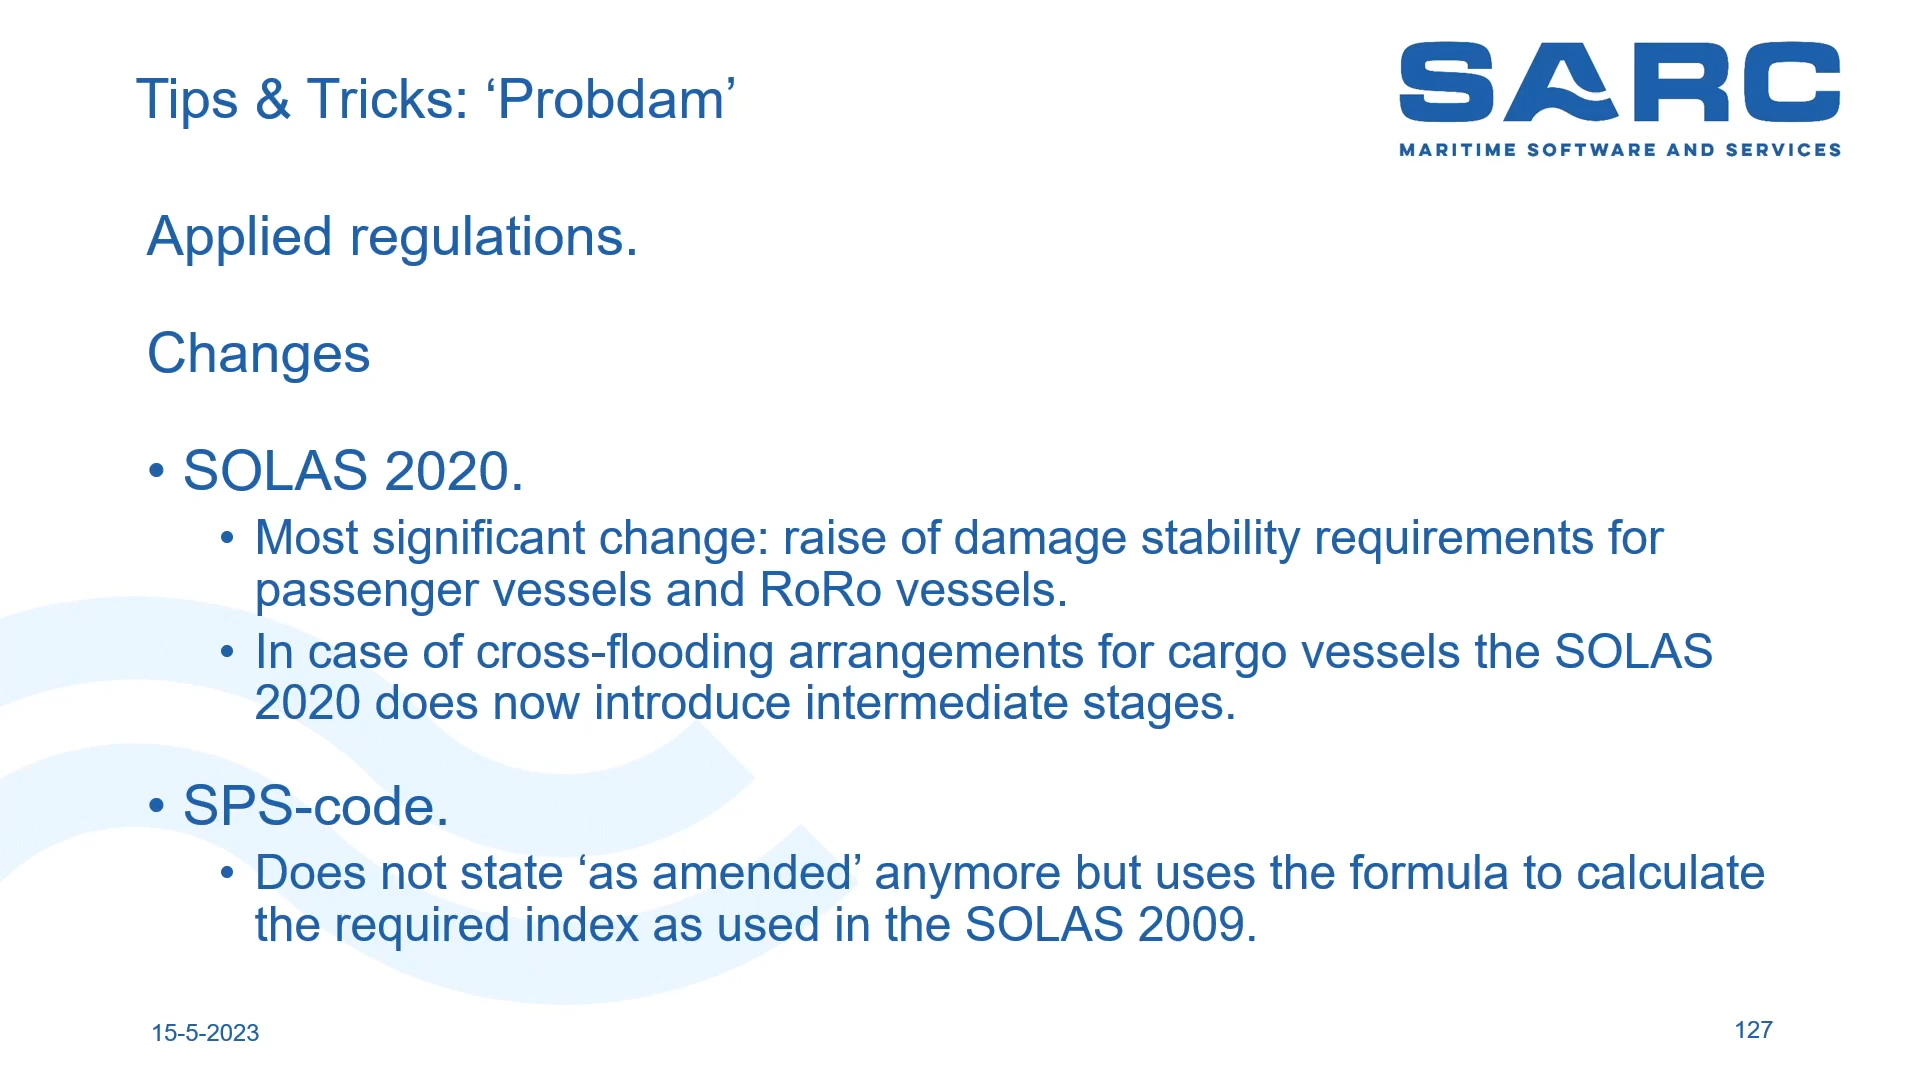 Tips & Tricks: ‘Probdam’
SARC
MARITIME SOFTWARE AND SERVICES
Applied regulations.
Changes
• SOLAS 2020.
• Most significant change: raise of damage stability requirements for
passenger vessels and RoRo vessels.
• In case of cross-flooding arrangements for cargo vessels the SOLAS
2020 does now introduce intermediate stages.
• SPS-code.
• Does not state ‘as amended’ anymore but uses the formula to calculate
the required index as used in the SOLAS 2009.
15-5-2023
127